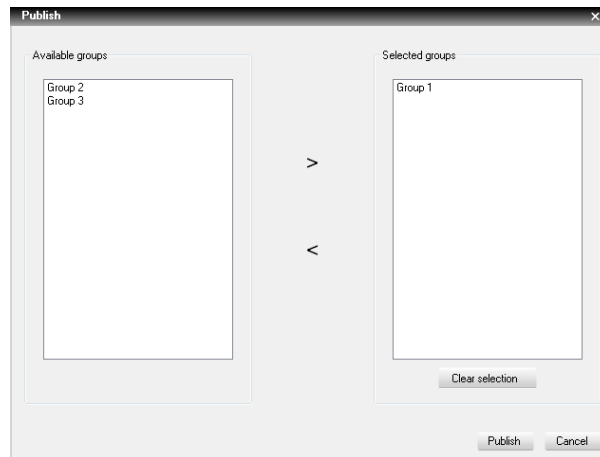 Publish
Available groups
Group 2
Group 3
>
<
Selected groups
Group 1
Clear selection
Publish
Cancel